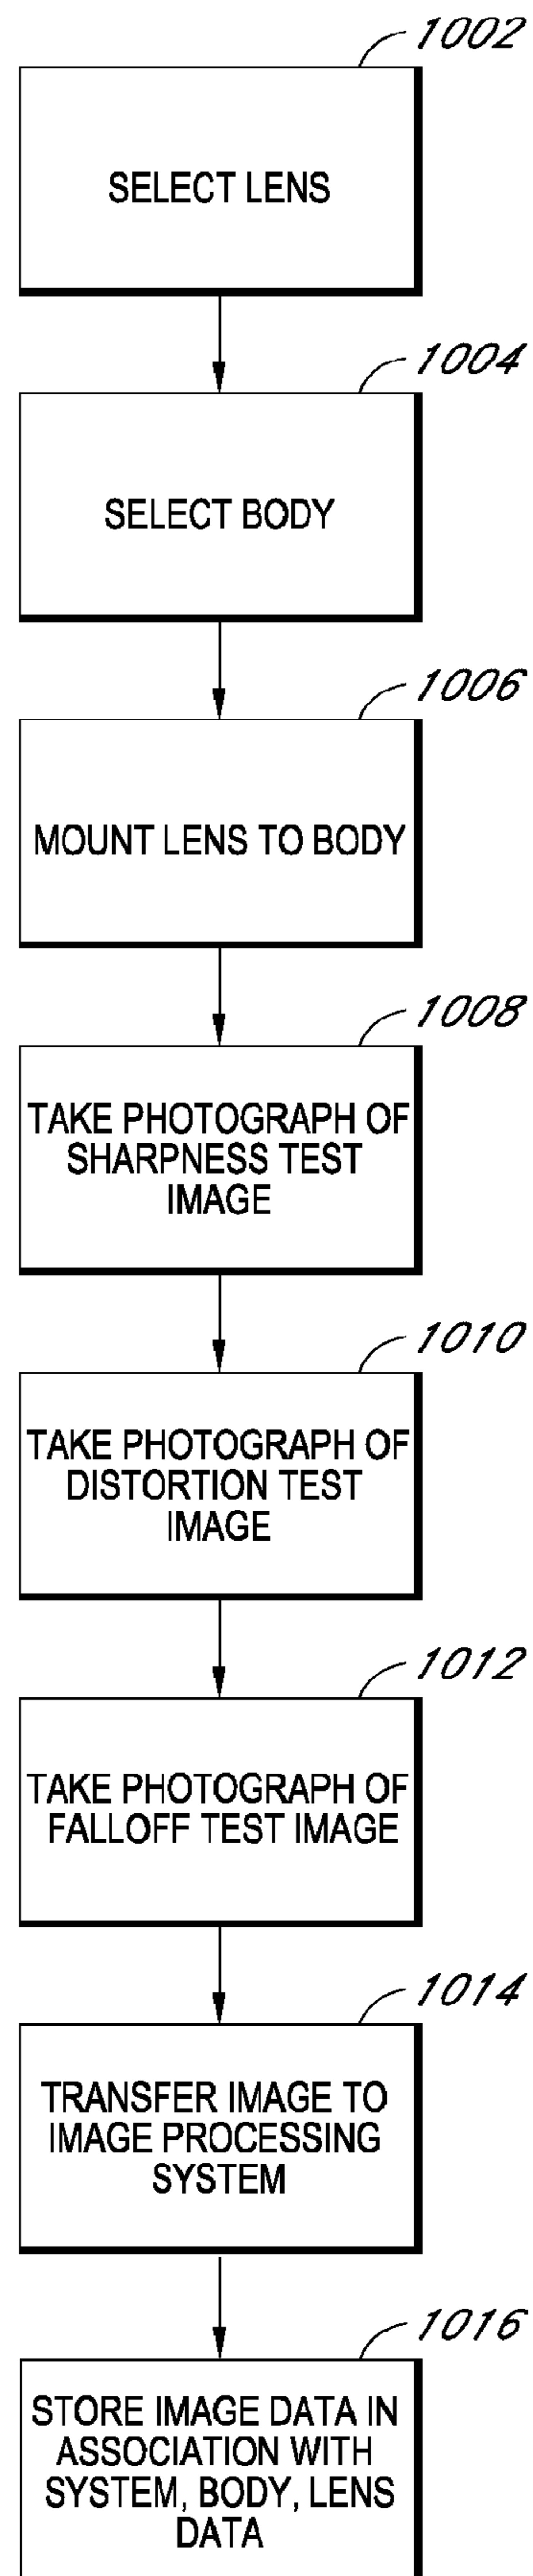 1002
SELECT LENS
1004
SELECT BODY
1006
MOUNT LENS TO BODY
1008
TAKE PHOTOGRAPH OF
SHARPNESS TEST
IMAGE
1010
TAKE PHOTOGRAPH OF
DISTORTION TEST
IMAGE
1012
TAKE PHOTOGRAPH OF
FALLOFF TEST IMAGE
1014
TRANSFER IMAGE TO
IMAGE PROCESSING
SYSTEM
1016
STORE IMAGE DATA IN
ASSOCIATION WITH
SYSTEM, BODY, LENS
DATA